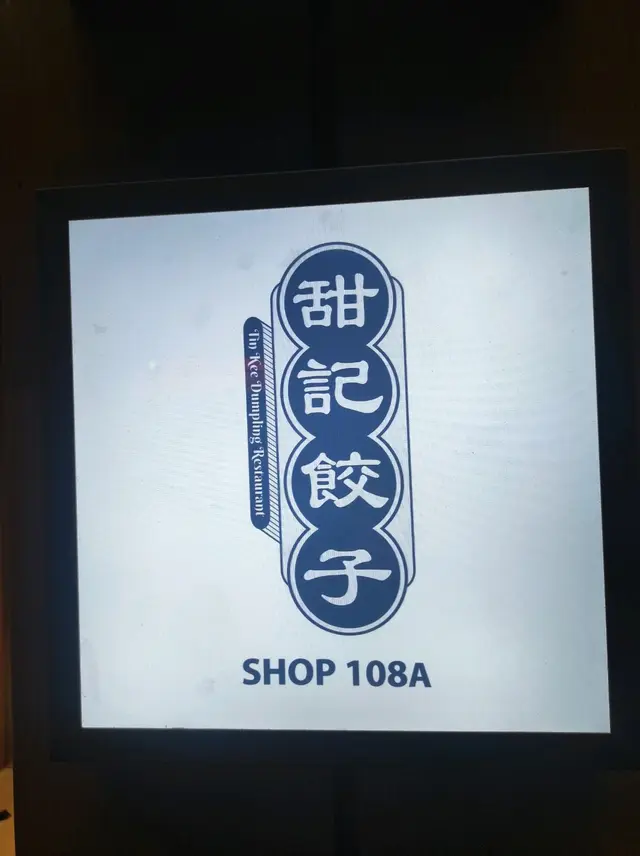 甜記餃子
Tim Kee Dumpling Restaurant
SHOP 108A